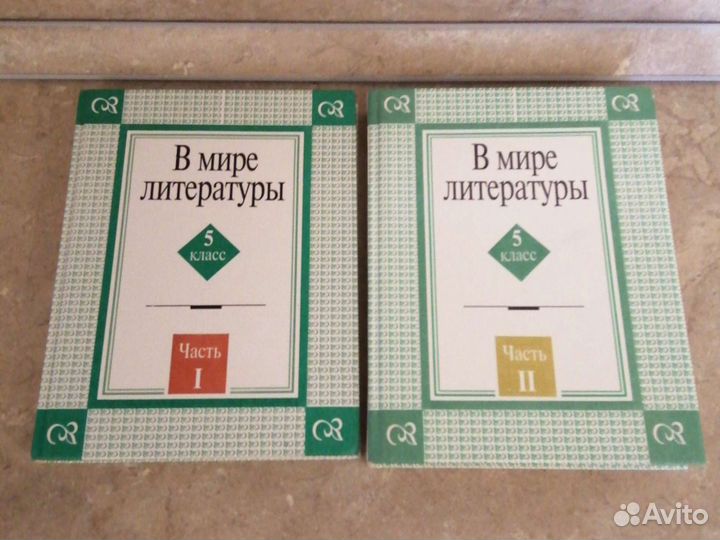 В мире
литературы
5
класс
Часть
I
В мире
литературы
5
класс
Часть
II
Avito